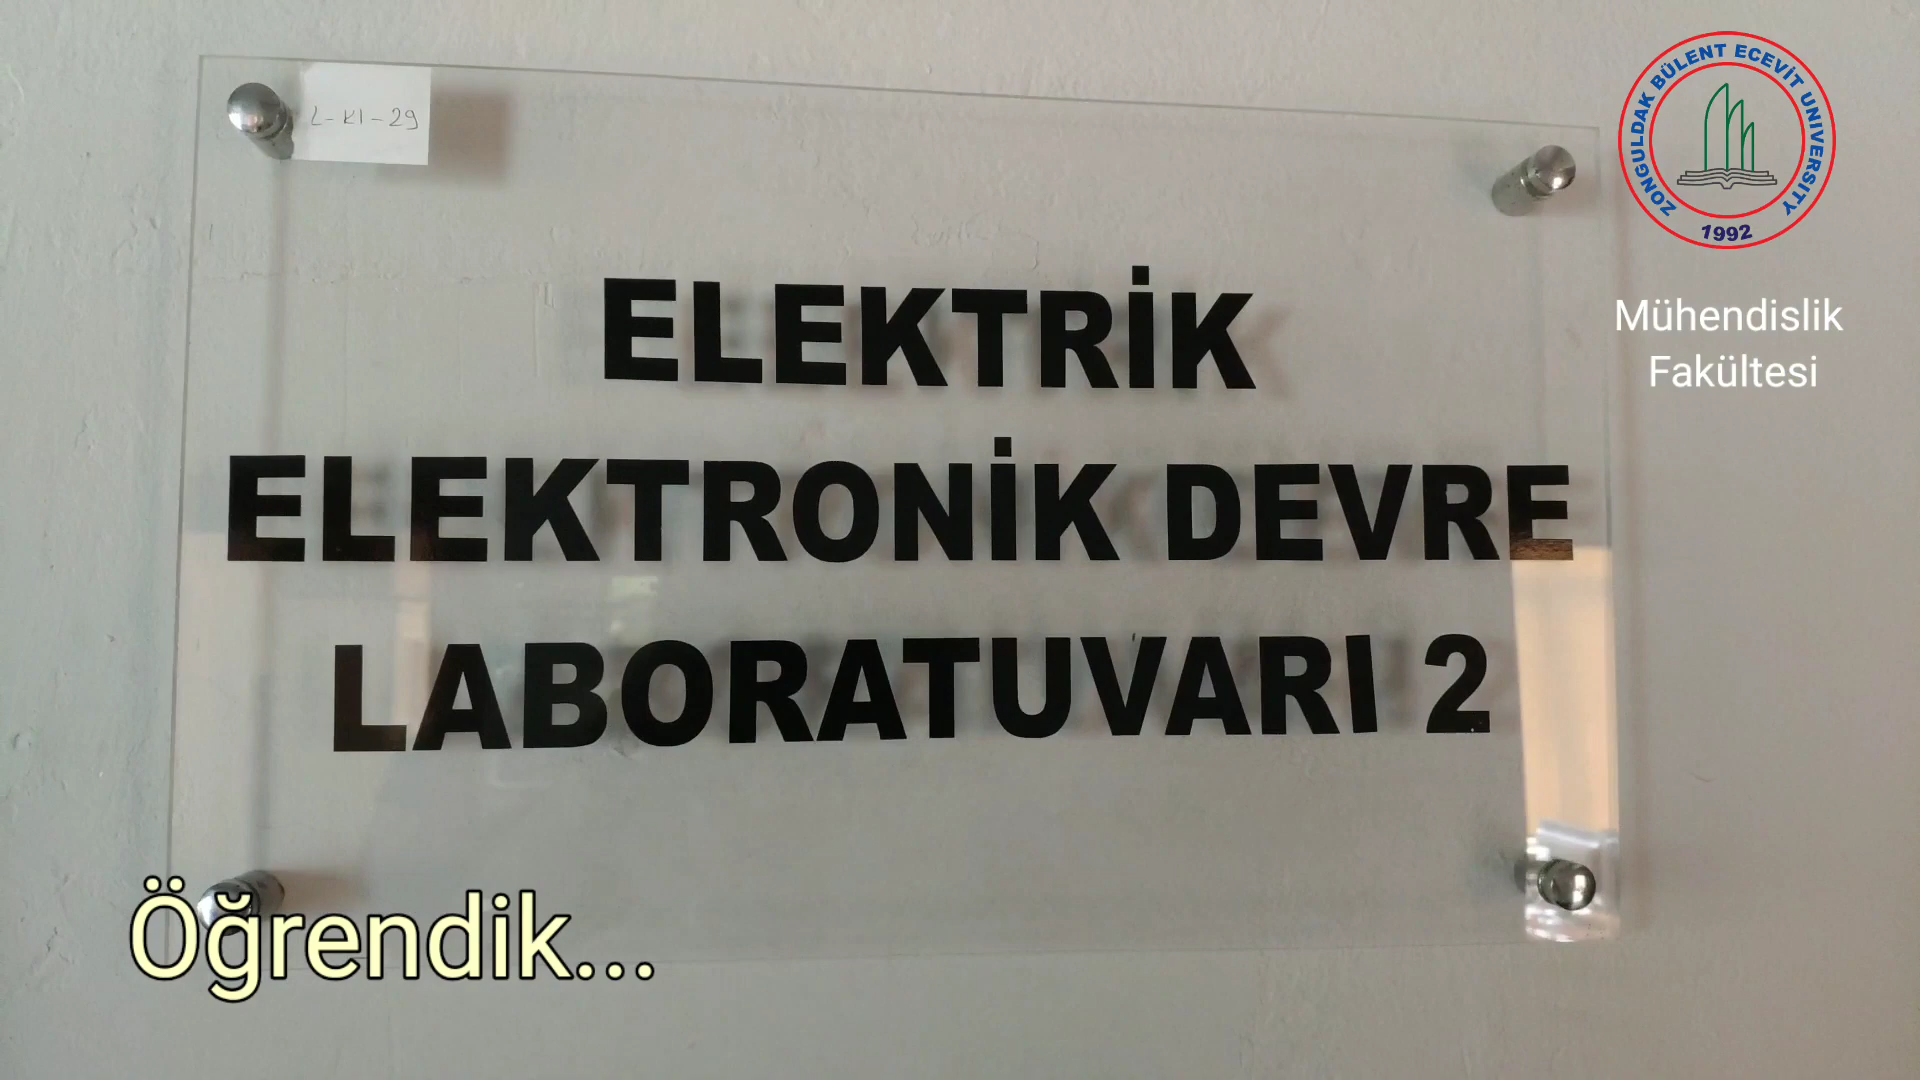 L-K1-29
ZONGULDAK BÜLENT ECEVİT UNIVERSITY
1992
Mühendislik
Fakültesi
ELEKTRİK
ELEKTRONİK DEVRE
LABORATUVARI 2
Öğrendik...